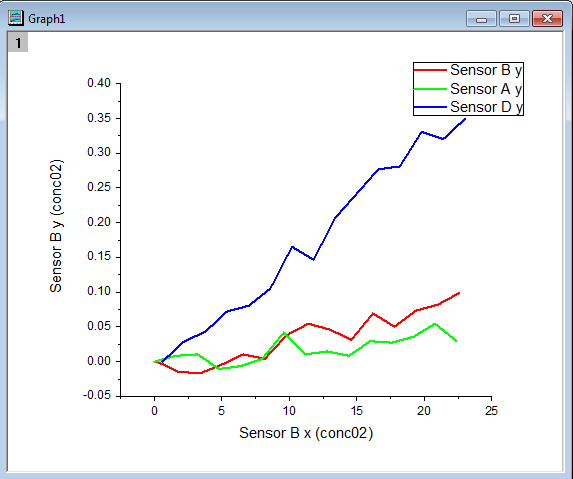 Graph1
1
Sensor B y
Sensor A y
Sensor D y
0.40
0.35
0.30
0.25
0.20
0.15
0.10
0.05
0.00
-0.05
Sensor B y (conc02)
0 5 10 15 20 25
Sensor B x (conc02)